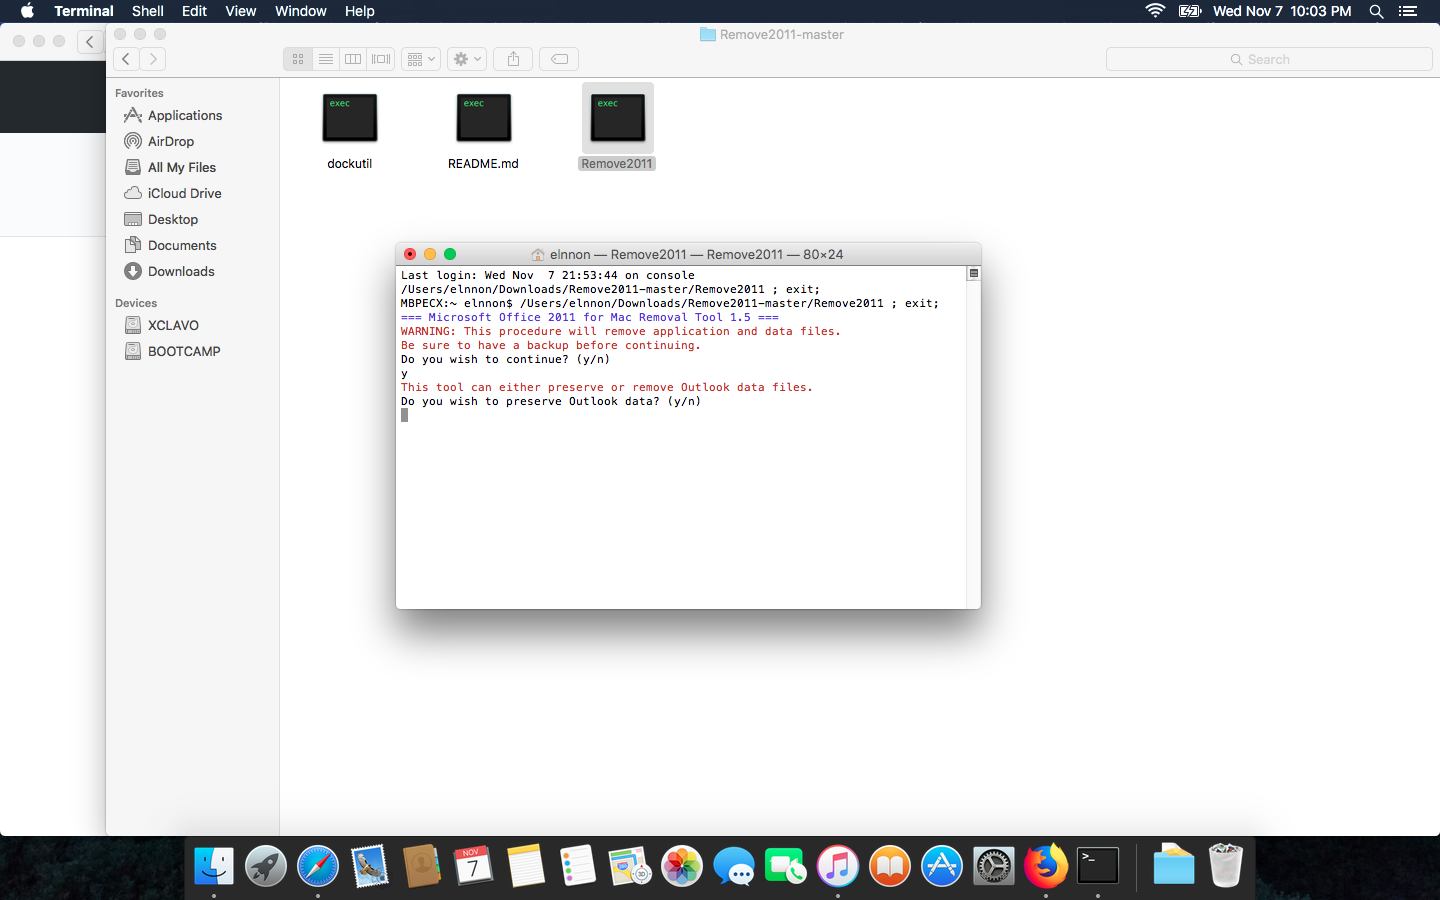 Terminal Shell Edit View Window Help Wed Nov 7 10:03 PM
Remove2011-master
Search
Favorites
Applications
AirDrop
All My Files
iCloud Drive
Desktop
Documents
Downloads
Devices
XCLAVO
BOOTCAMP
exec exec exec
dockutil README.md Remove2011
elnnon — Remove2011 — Remove2011 — 80×24
Last login: Wed Nov  7 21:53:44 on console
/Users/elnnon/Downloads/Remove2011-master/Remove2011 ; exit;
MBPECX:~ elnnon$ /Users/elnnon/Downloads/Remove2011-master/Remove2011 ; exit;
=== Microsoft Office 2011 for Mac Removal Tool 1.5 ===
WARNING: This procedure will remove application and data files.
Be sure to have a backup before continuing.
Do you wish to continue? (y/n)
y
This tool can either preserve or remove Outlook data files.
Do you wish to preserve Outlook data? (y/n)
NOV
7
3D
>_